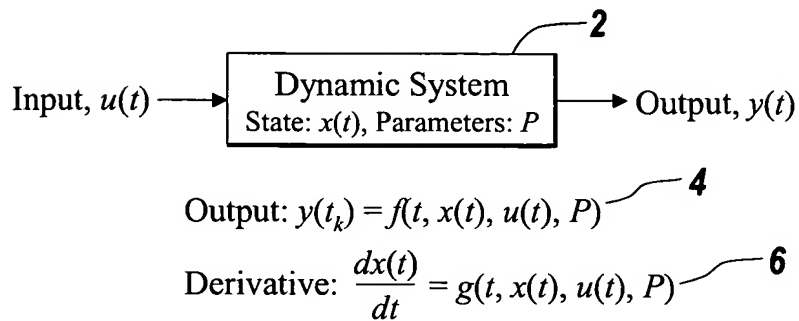 2
Input, u(t)
Dynamic System
State: x(t), Parameters: P
Output, y(t)
4
Output: y(t_k) = f(t, x(t), u(t), P)
6
Derivative: dx(t)/dt = g(t, x(t), u(t), P)